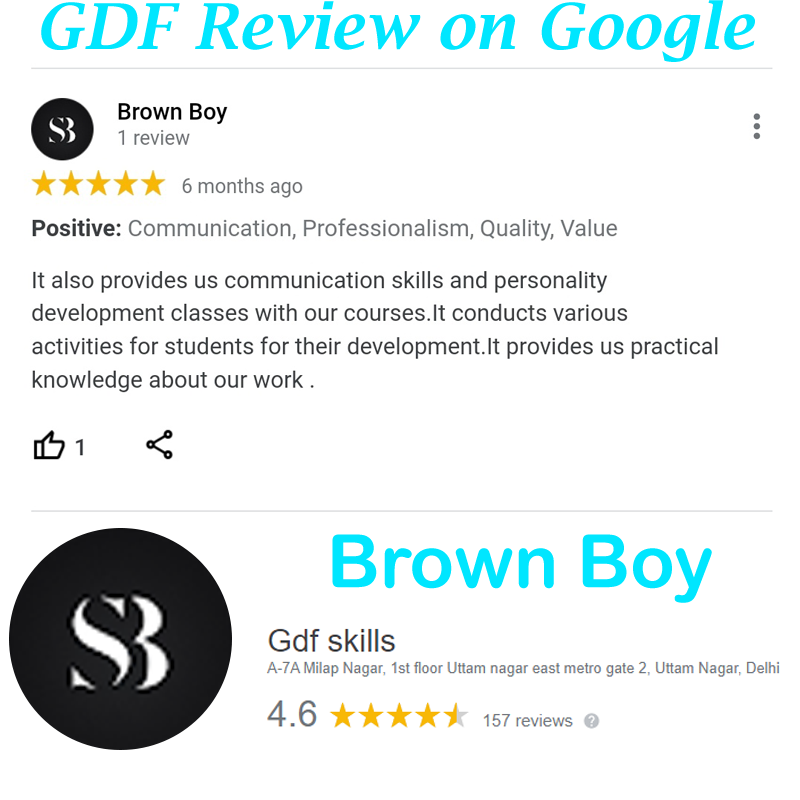 GDF Review on Google
SB
Brown Boy
1 review
6 months ago
Positive: Communication, Professionalism, Quality, Value
It also provides us communication skills and personality
development classes with our courses.It conducts various
activities for students for their development.It provides us practical
knowledge about our work .
1
SB
Brown Boy
Gdf skills
A-7A Milap Nagar, 1st floor Uttam nagar east metro gate 2, Uttam Nagar, Delhi
4.6 157 reviews ?